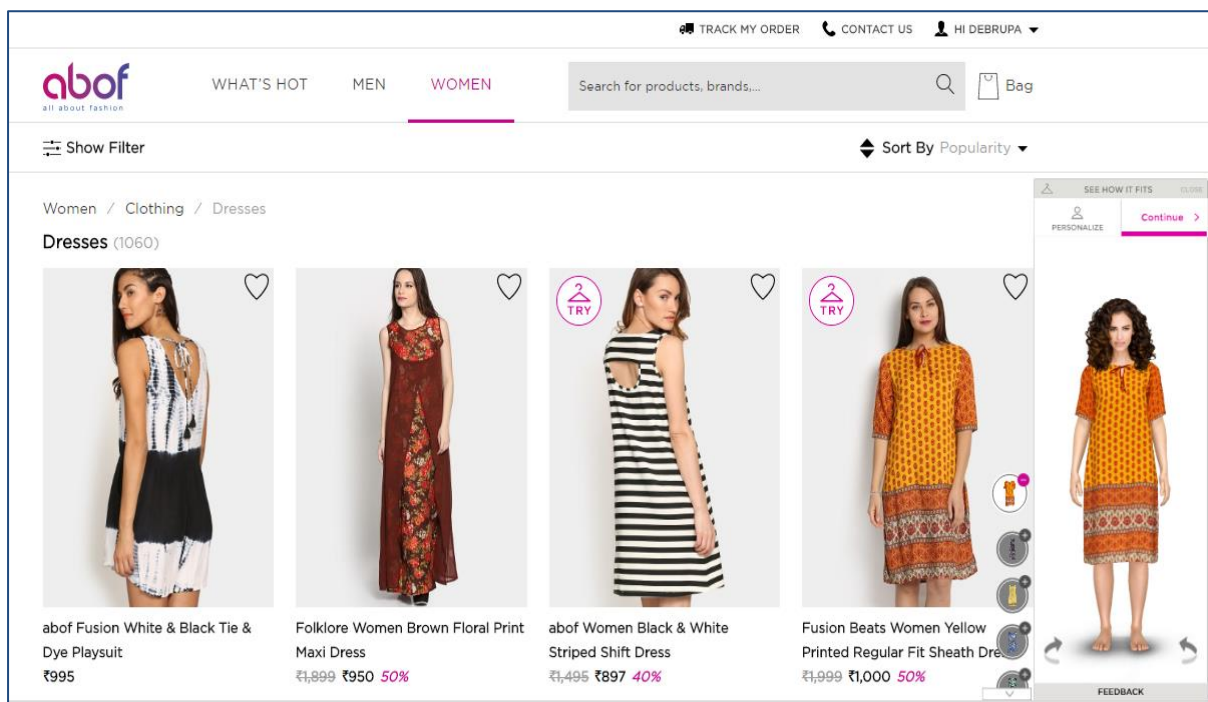 TRACK MY ORDER
CONTACT US
HI DEBRUPA
abof
all about fashion
WHAT'S HOT
MEN
WOMEN
Search for products, brands,...
Bag
Show Filter
Sort By Popularity
Women / Clothing / Dresses
Dresses (1060)
TRY
TRY
abof Fusion White & Black Tie &
Dye Playsuit
₹995
Folklore Women Brown Floral Print
Maxi Dress
₹1,899 ₹950 50%
abof Women Black & White
Striped Shift Dress
₹1,495 ₹897 40%
Fusion Beats Women Yellow
Printed Regular Fit Sheath Dre
₹1,999 ₹1,000 50%
SEE HOW IT FITS
CLOSE
PERSONALIZE
Continue >
FEEDBACK